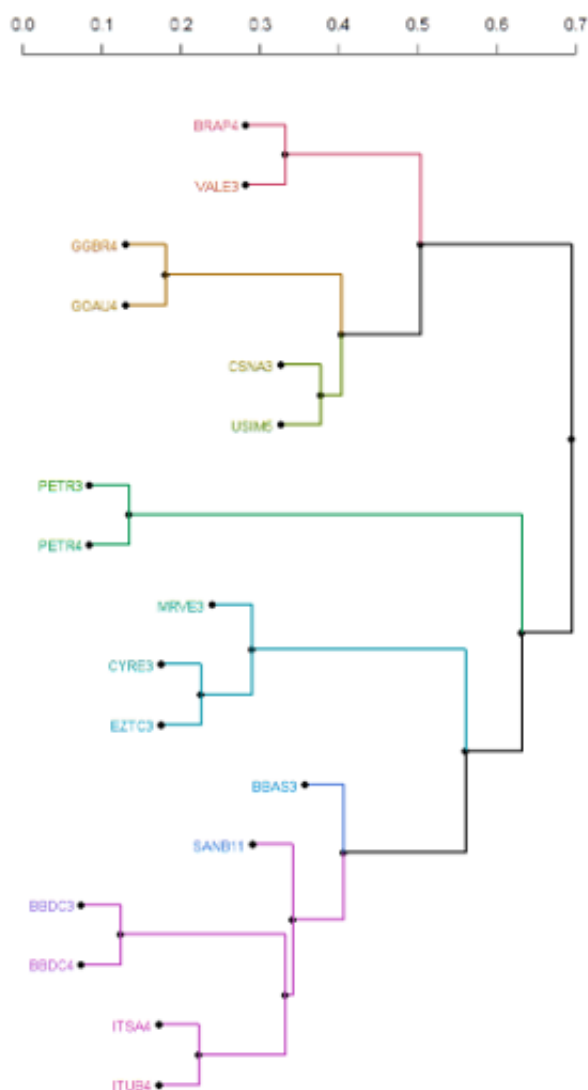 0.0 0.1 0.2 0.3 0.4 0.5 0.6 0.7
BRAP4
VALE3
GGBR4
GOAU4
CSNA3
USIM5
PETR3
PETR4
MRVE3
CYRE3
EZTC3
BBAS3
SANB11
BBDC3
BBDC4
ITSA4
ITUB4